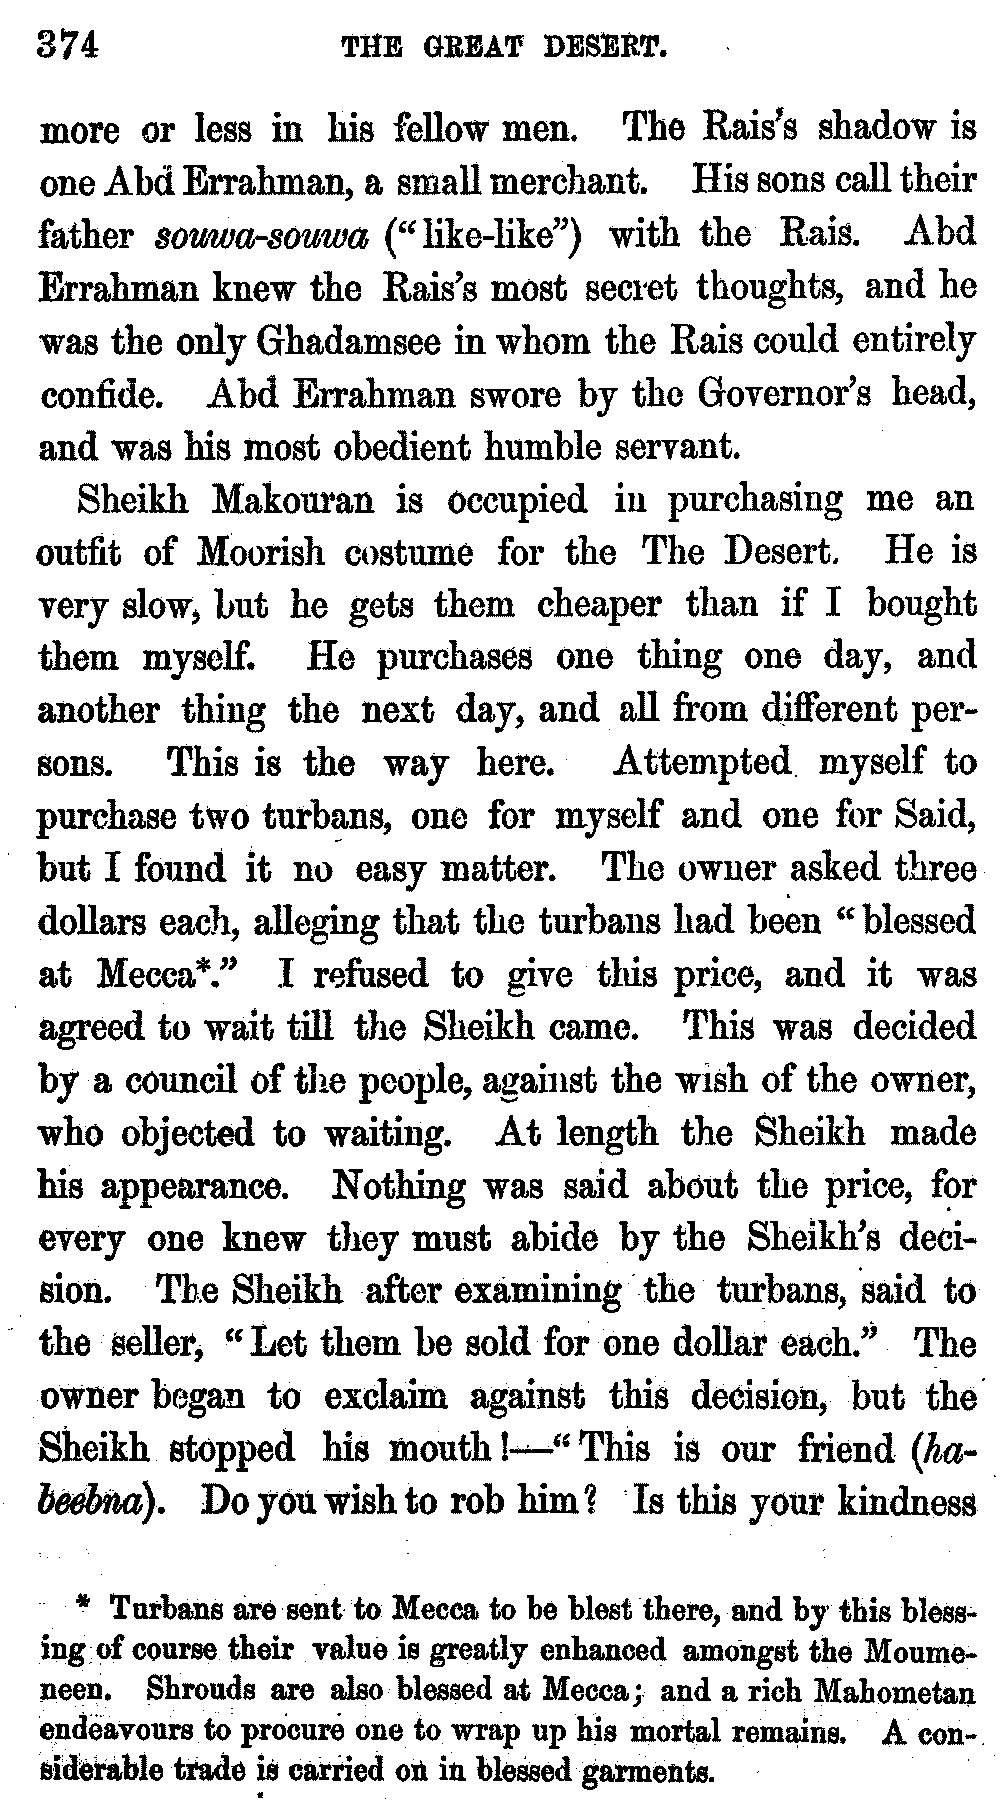 374 THE GREAT DESERT.
more or less in his fellow men. The Rais's shadow is
one Abd Errahman, a small merchant. His sons call their
father souwa-souwa ("like-like") with the Rais. Abd
Errahman knew the Rais's most secret thoughts, and he
was the only Ghadamsee in whom the Rais could entirely
confide. Abd Errahman swore by the Governor's head,
and was his most obedient humble servant.
Sheikh Makouran is occupied in purchasing me an
outfit of Moorish costume for the The Desert. He is
very slow, but he gets them cheaper than if I bought
them myself. He purchases one thing one day, and
another thing the next day, and all from different per-
sons. This is the way here. Attempted myself to
purchase two turbans, one for myself and one for Said,
but I found it no easy matter. The owner asked three
dollars each, alleging that the turbans had been "blessed
at Mecca*." I refused to give this price, and it was
agreed to wait till the Sheikh came. This was decided
by a council of the people, against the wish of the owner,
who objected to waiting. At length the Sheikh made
his appearance. Nothing was said about the price, for
every one knew they must abide by the Sheikh's deci-
sion. The Sheikh after examining the turbans, said to
the seller, "Let them be sold for one dollar each." The
owner began to exclaim against this decision, but the
Sheikh stopped his mouth!—"This is our friend (ha-
beebna). Do you wish to rob him? Is this your kindness
* Turbans are sent to Mecca to be blest there, and by this bless-
ing of course their value is greatly enhanced amongst the Moume-
neen. Shrouds are also blessed at Mecca; and a rich Mahometan
endeavours to procure one to wrap up his mortal remains. A con-
siderable trade is carried on in blessed garments.